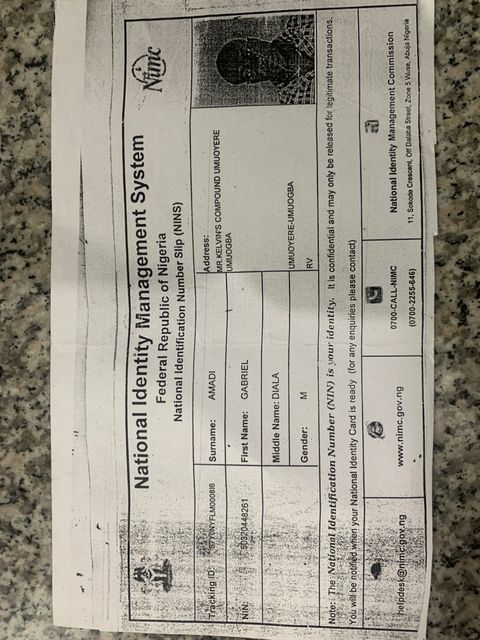 National Identity Management System
Federal Republic of Nigeria
National Identification Number Slip (NINS)
Nimc
Tracking ID: S7Y0NYFLM0008I6
Surname: AMADI
Address:
MR.KELVIN'S COMPOUND UMUOYERE
UMUOGBA
NIN: 50320448261
First Name: GABRIEL
Middle Name: DIALA
UMUOYERE-UMUOGBA
Gender: M
RV
Note: The National Identification Number (NIN) is your identity. It is confidential and may only be released for legitimate transactions.
You will be notified when your National Identity Card is ready (for any enquiries please contact)
helpdesk@nimc.gov.ng
www.nimc.gov.ng
0700-CALL-NIMC
(0700-2255-646)
National Identity Management Commission
11, Sokode Crescent, Off Dalaba Street, Zone 5 Wuse, Abuja Nigeria